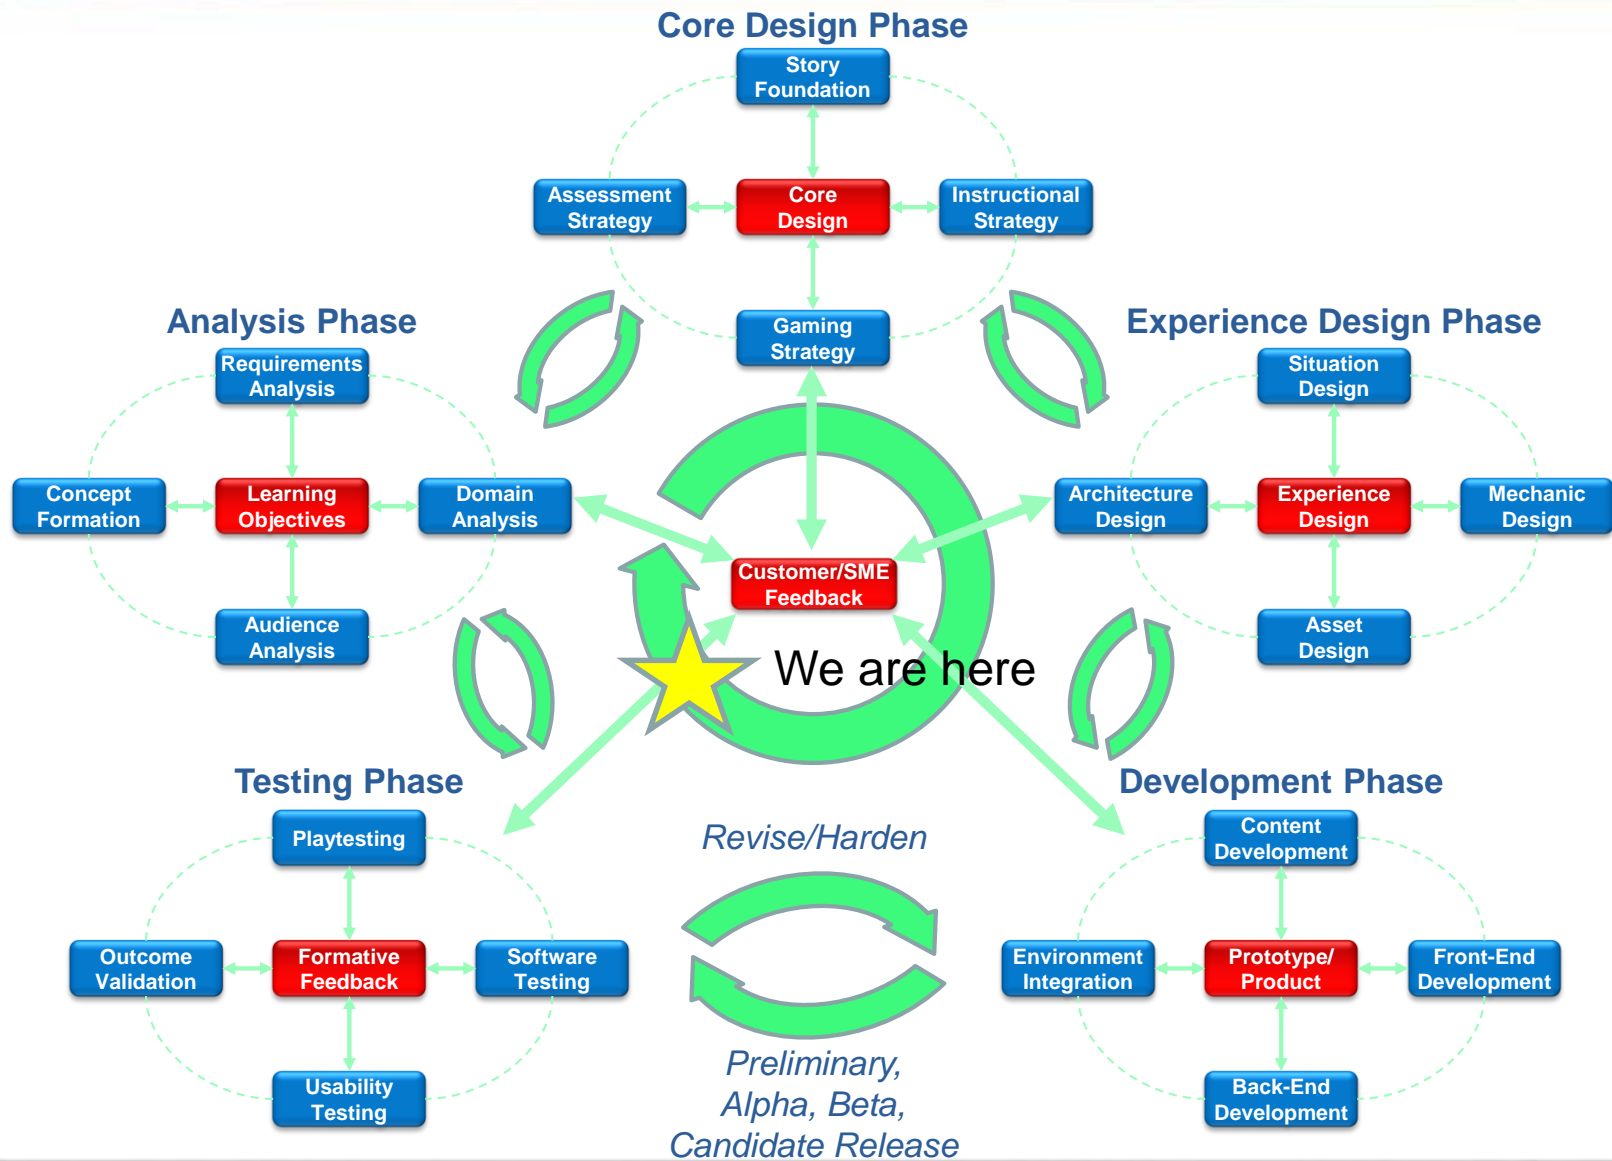 Core Design Phase
Story
Foundation
Assessment
Strategy
Core
Design
Instructional
Strategy
Gaming
Strategy
Analysis Phase
Requirements
Analysis
Concept
Formation
Learning
Objectives
Domain
Analysis
Audience
Analysis
Experience Design Phase
Situation
Design
Architecture
Design
Experience
Design
Mechanic
Design
Asset
Design
Customer/SME
Feedback
We are here
Testing Phase
Playtesting
Outcome
Validation
Formative
Feedback
Software
Testing
Usability
Testing
Revise/Harden
Preliminary,
Alpha, Beta,
Candidate Release
Development Phase
Content
Development
Environment
Integration
Prototype/
Product
Front-End
Development
Back-End
Development